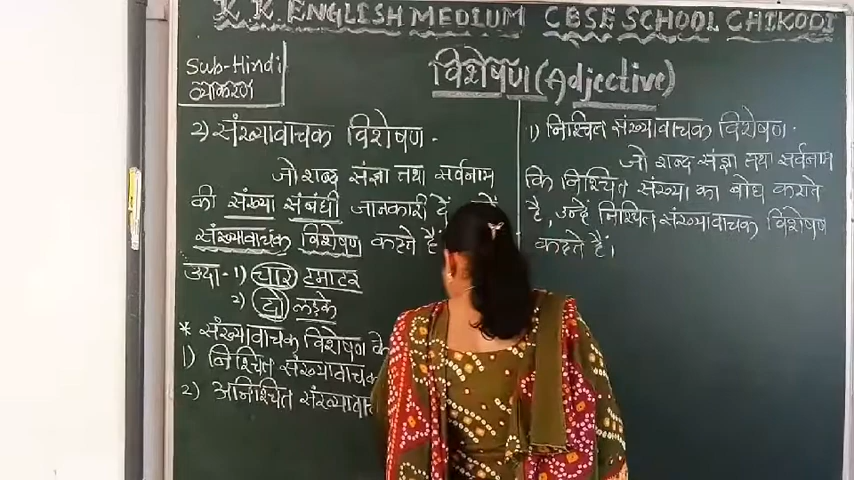 K.K. ENGLISH MEDIUM CBSE SCHOOL CHIKODI
Sub-Hindi
व्याकरण
विशेषण (Adjective)
2) संख्यावाचक विशेषण -
जो शब्द संज्ञा तथा सर्वनाम
की संख्या संबंधी जानकारी दें
संख्यावाचक विशेषण कहते है
उदा- 1) चार टमाटर
2) दो लड़के
* संख्यावाचक विशेषण के
1) निश्चित संख्यावाचक
2) अनिश्चित
1) निश्चित संख्यावाचक विशेषण -
जो शब्द संज्ञा तथा सर्वनाम
कि निश्चित संख्या का बोध कराते
है, उन्हें निश्चित संख्यावाचक विशेषण
कहते हैं।